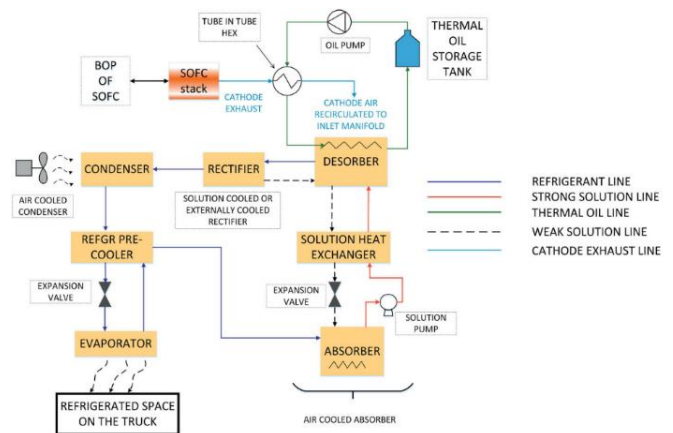 TUBE IN TUBE
HEX
OIL PUMP
THERMAL
OIL
STORAGE
TANK
BOP
OF
SOFC
SOFC
stack
CATHODE
EXHAUST
CATHODE AIR
RECIRCULATED TO
INLET MANIFOLD
CONDENSER
RECTIFIER
DESORBER
AIR COOLED
CONDENSER
SOLUTION COOLED OR
EXTERNALLY COOLED
RECTIFIER
REFGR PRE-
COOLER
SOLUTION HEAT
EXCHANGER
EXPANSION
VALVE
EXPANSION
VALVE
SOLUTION
PUMP
EVAPORATOR
ABSORBER
REFRIGERATED SPACE
ON THE TRUCK
AIR COOLED ABSORBER
REFRIGERANT LINE
STRONG SOLUTION LINE
THERMAL OIL LINE
WEAK SOLUTION LINE
CATHODE EXHAUST LINE